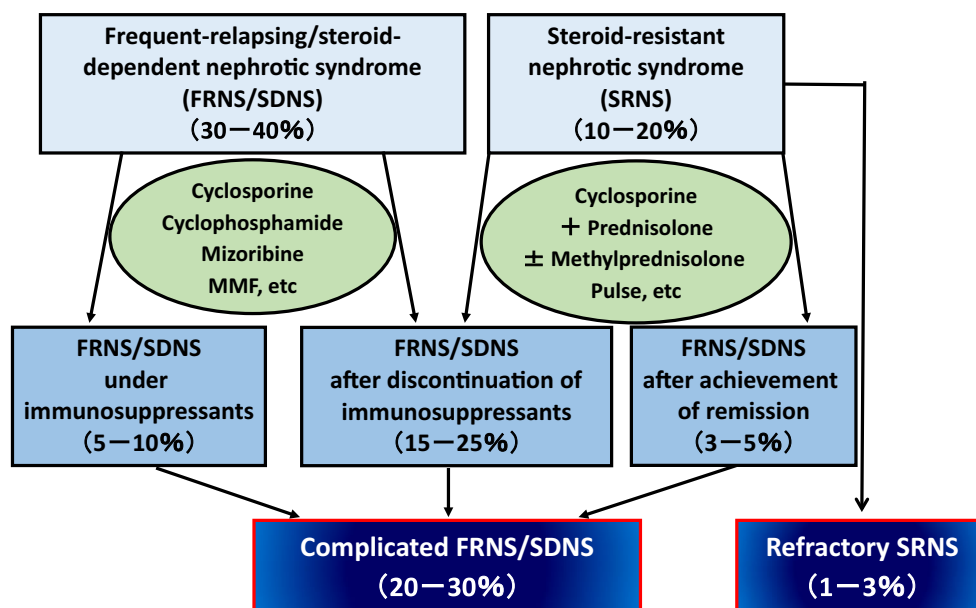 Frequent-relapsing/steroid-
dependent nephrotic syndrome
(FRNS/SDNS)
（30－40%）
Steroid-resistant
nephrotic syndrome
(SRNS)
（10－20%）
Cyclosporine
Cyclophosphamide
Mizoribine
MMF, etc
Cyclosporine
＋ Prednisolone
± Methylprednisolone
Pulse, etc
FRNS/SDNS
under
immunosuppressants
（5－10%）
FRNS/SDNS
after discontinuation of
immunosuppressants
（15－25%）
FRNS/SDNS
after achievement
of remission
（3－5%）
Complicated FRNS/SDNS
（20－30%）
Refractory SRNS
（1－3%）